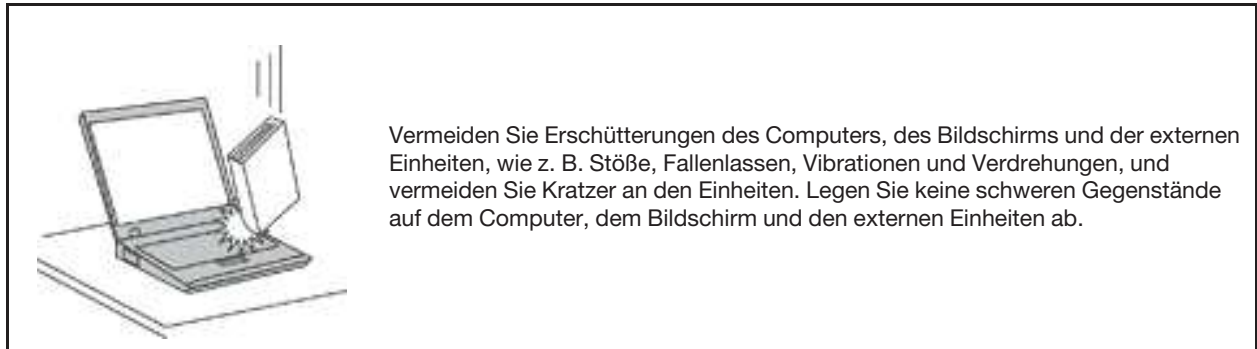 Vermeiden Sie Erschütterungen des Computers, des Bildschirms und der externen
Einheiten, wie z. B. Stöße, Fallenlassen, Vibrationen und Verdrehungen, und
vermeiden Sie Kratzer an den Einheiten. Legen Sie keine schweren Gegenstände
auf dem Computer, dem Bildschirm und den externen Einheiten ab.